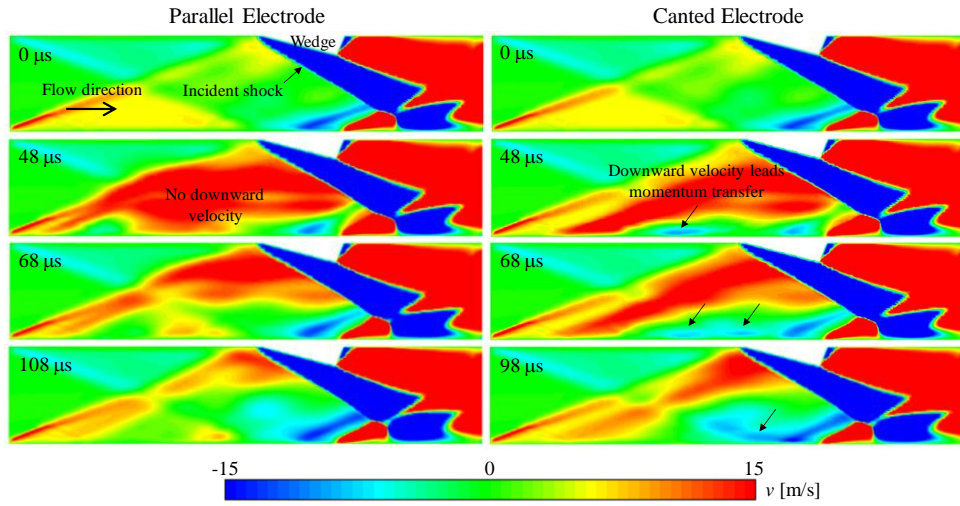 Parallel Electrode
Canted Electrode
0 μs
Wedge
Flow direction
Incident shock
0 μs
48 μs
No downward
velocity
48 μs
Downward velocity leads
momentum transfer
68 μs
68 μs
108 μs
98 μs
-15
0
15
v [m/s]